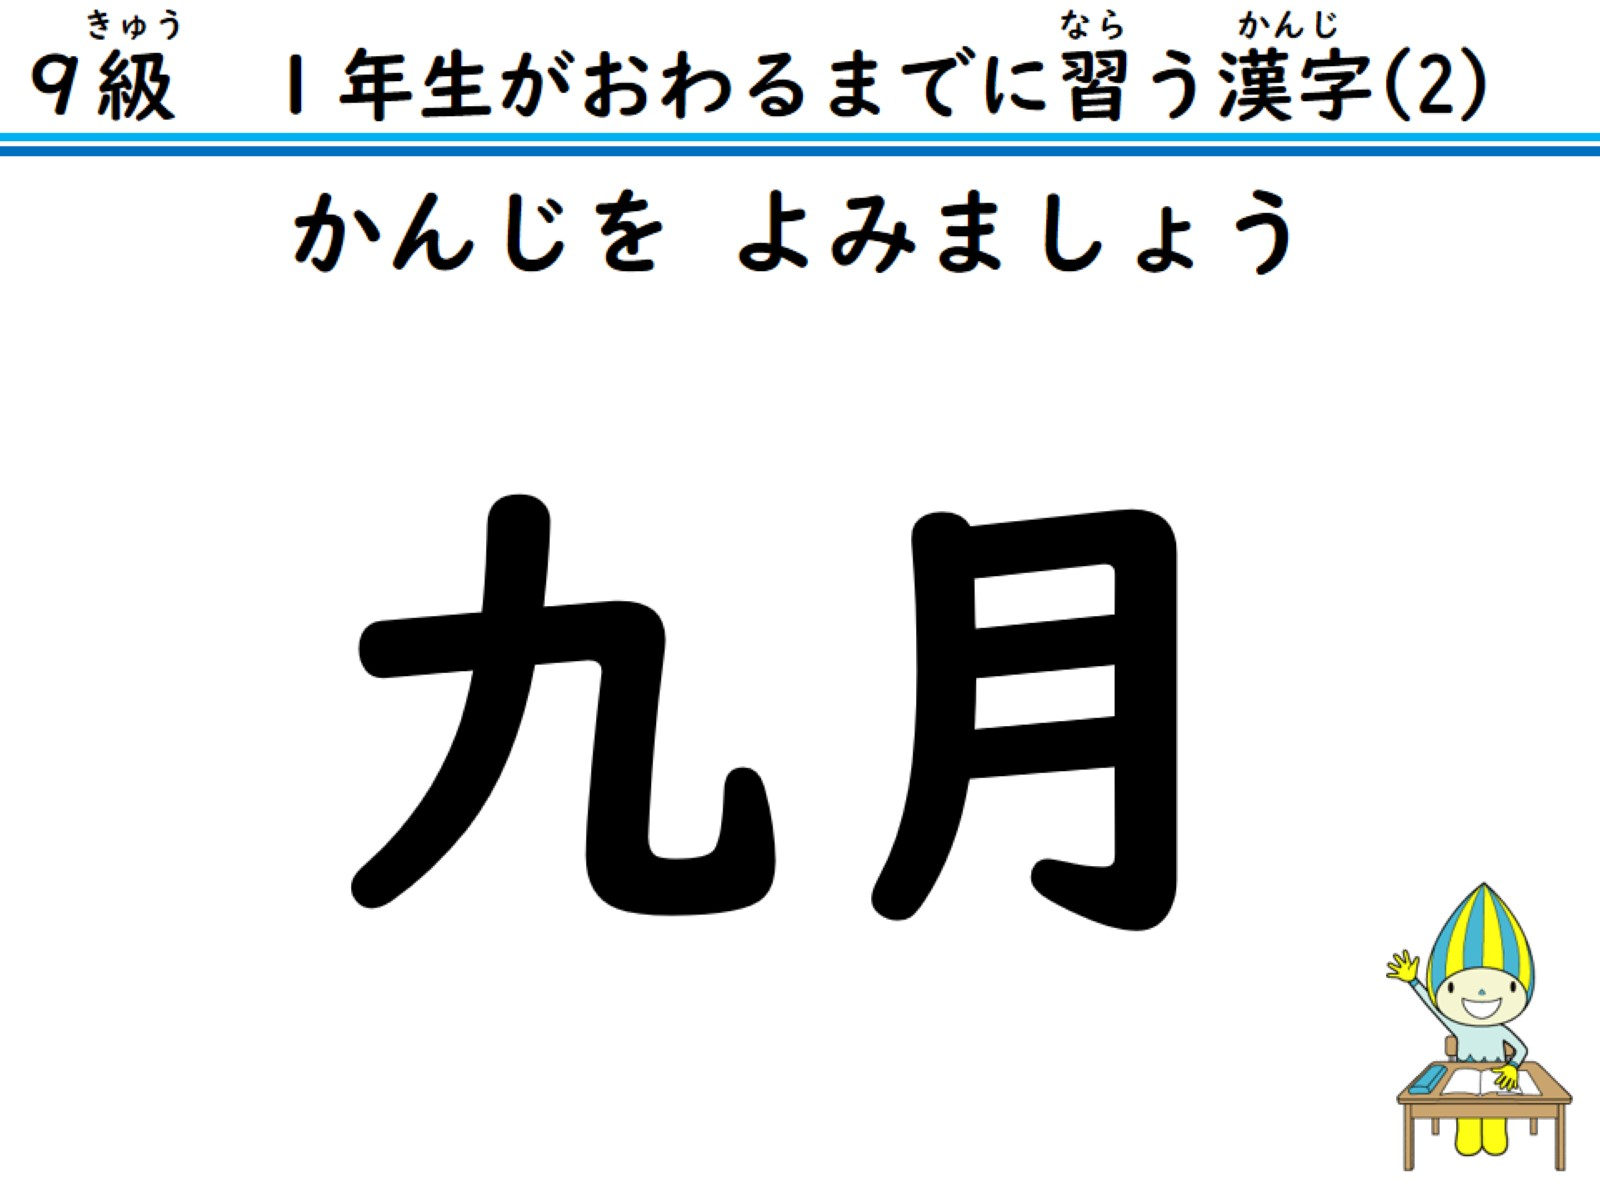 きゅう なら かんじ
９級　１年生がおわるまでに習う漢字(2)
かんじを よみましょう
九月